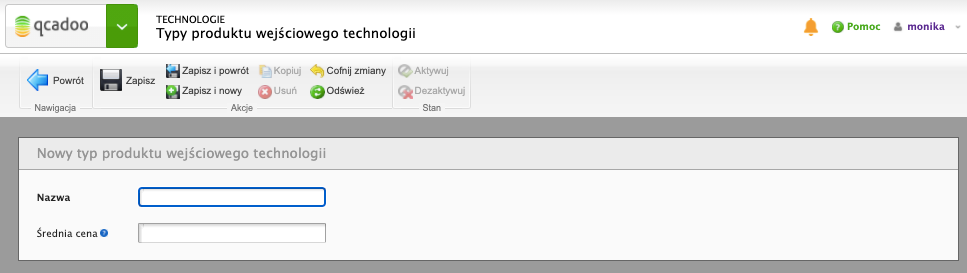 qcadoo
TECHNOLOGIE
Typy produktu wejściowego technologii
Pomoc
monika
Powrót
Zapisz
Zapisz i powrót
Kopiuj
Cofnij zmiany
Aktywuj
Zapisz i nowy
Usuń
Odśwież
Dezaktywuj
Nawigacja
Akcje
Stan
Nowy typ produktu wejściowego technologii
Nazwa
Średnia cena